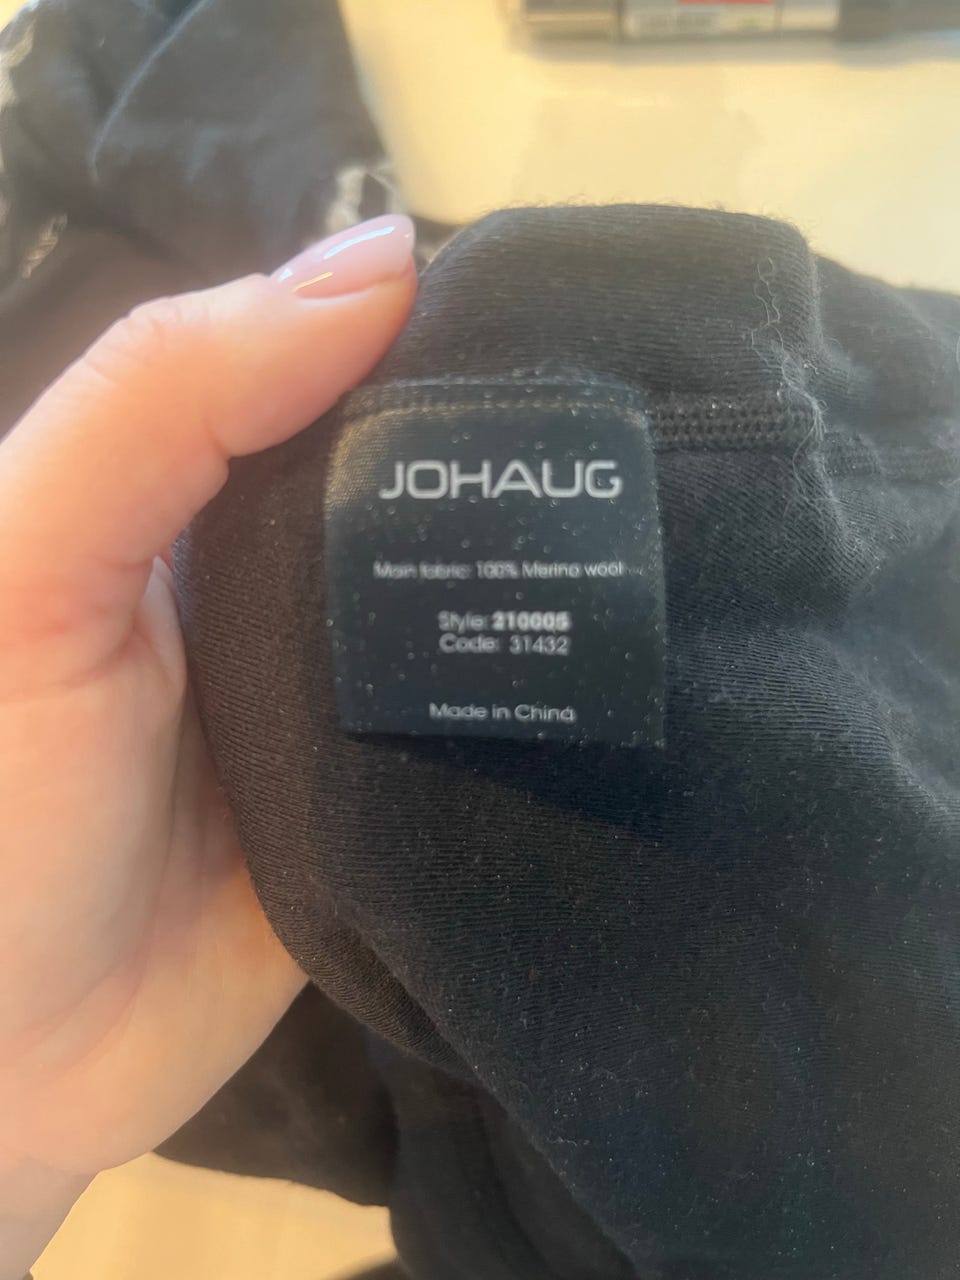 JOHAUG
Main fabric: 100% Merino wool
Style: 210005
Code: 31432
Made in China